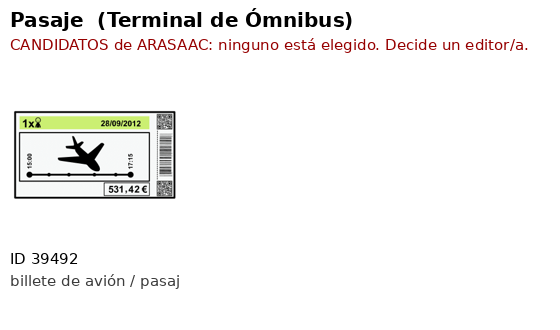 Pasaje (Terminal de Ómnibus)
CANDIDATOS de ARASAAC: ninguno está elegido. Decide un editor/a.
1x
28/09/2012
15:00
17:15
531,42 €
ID 39492
billete de avión / pasaj